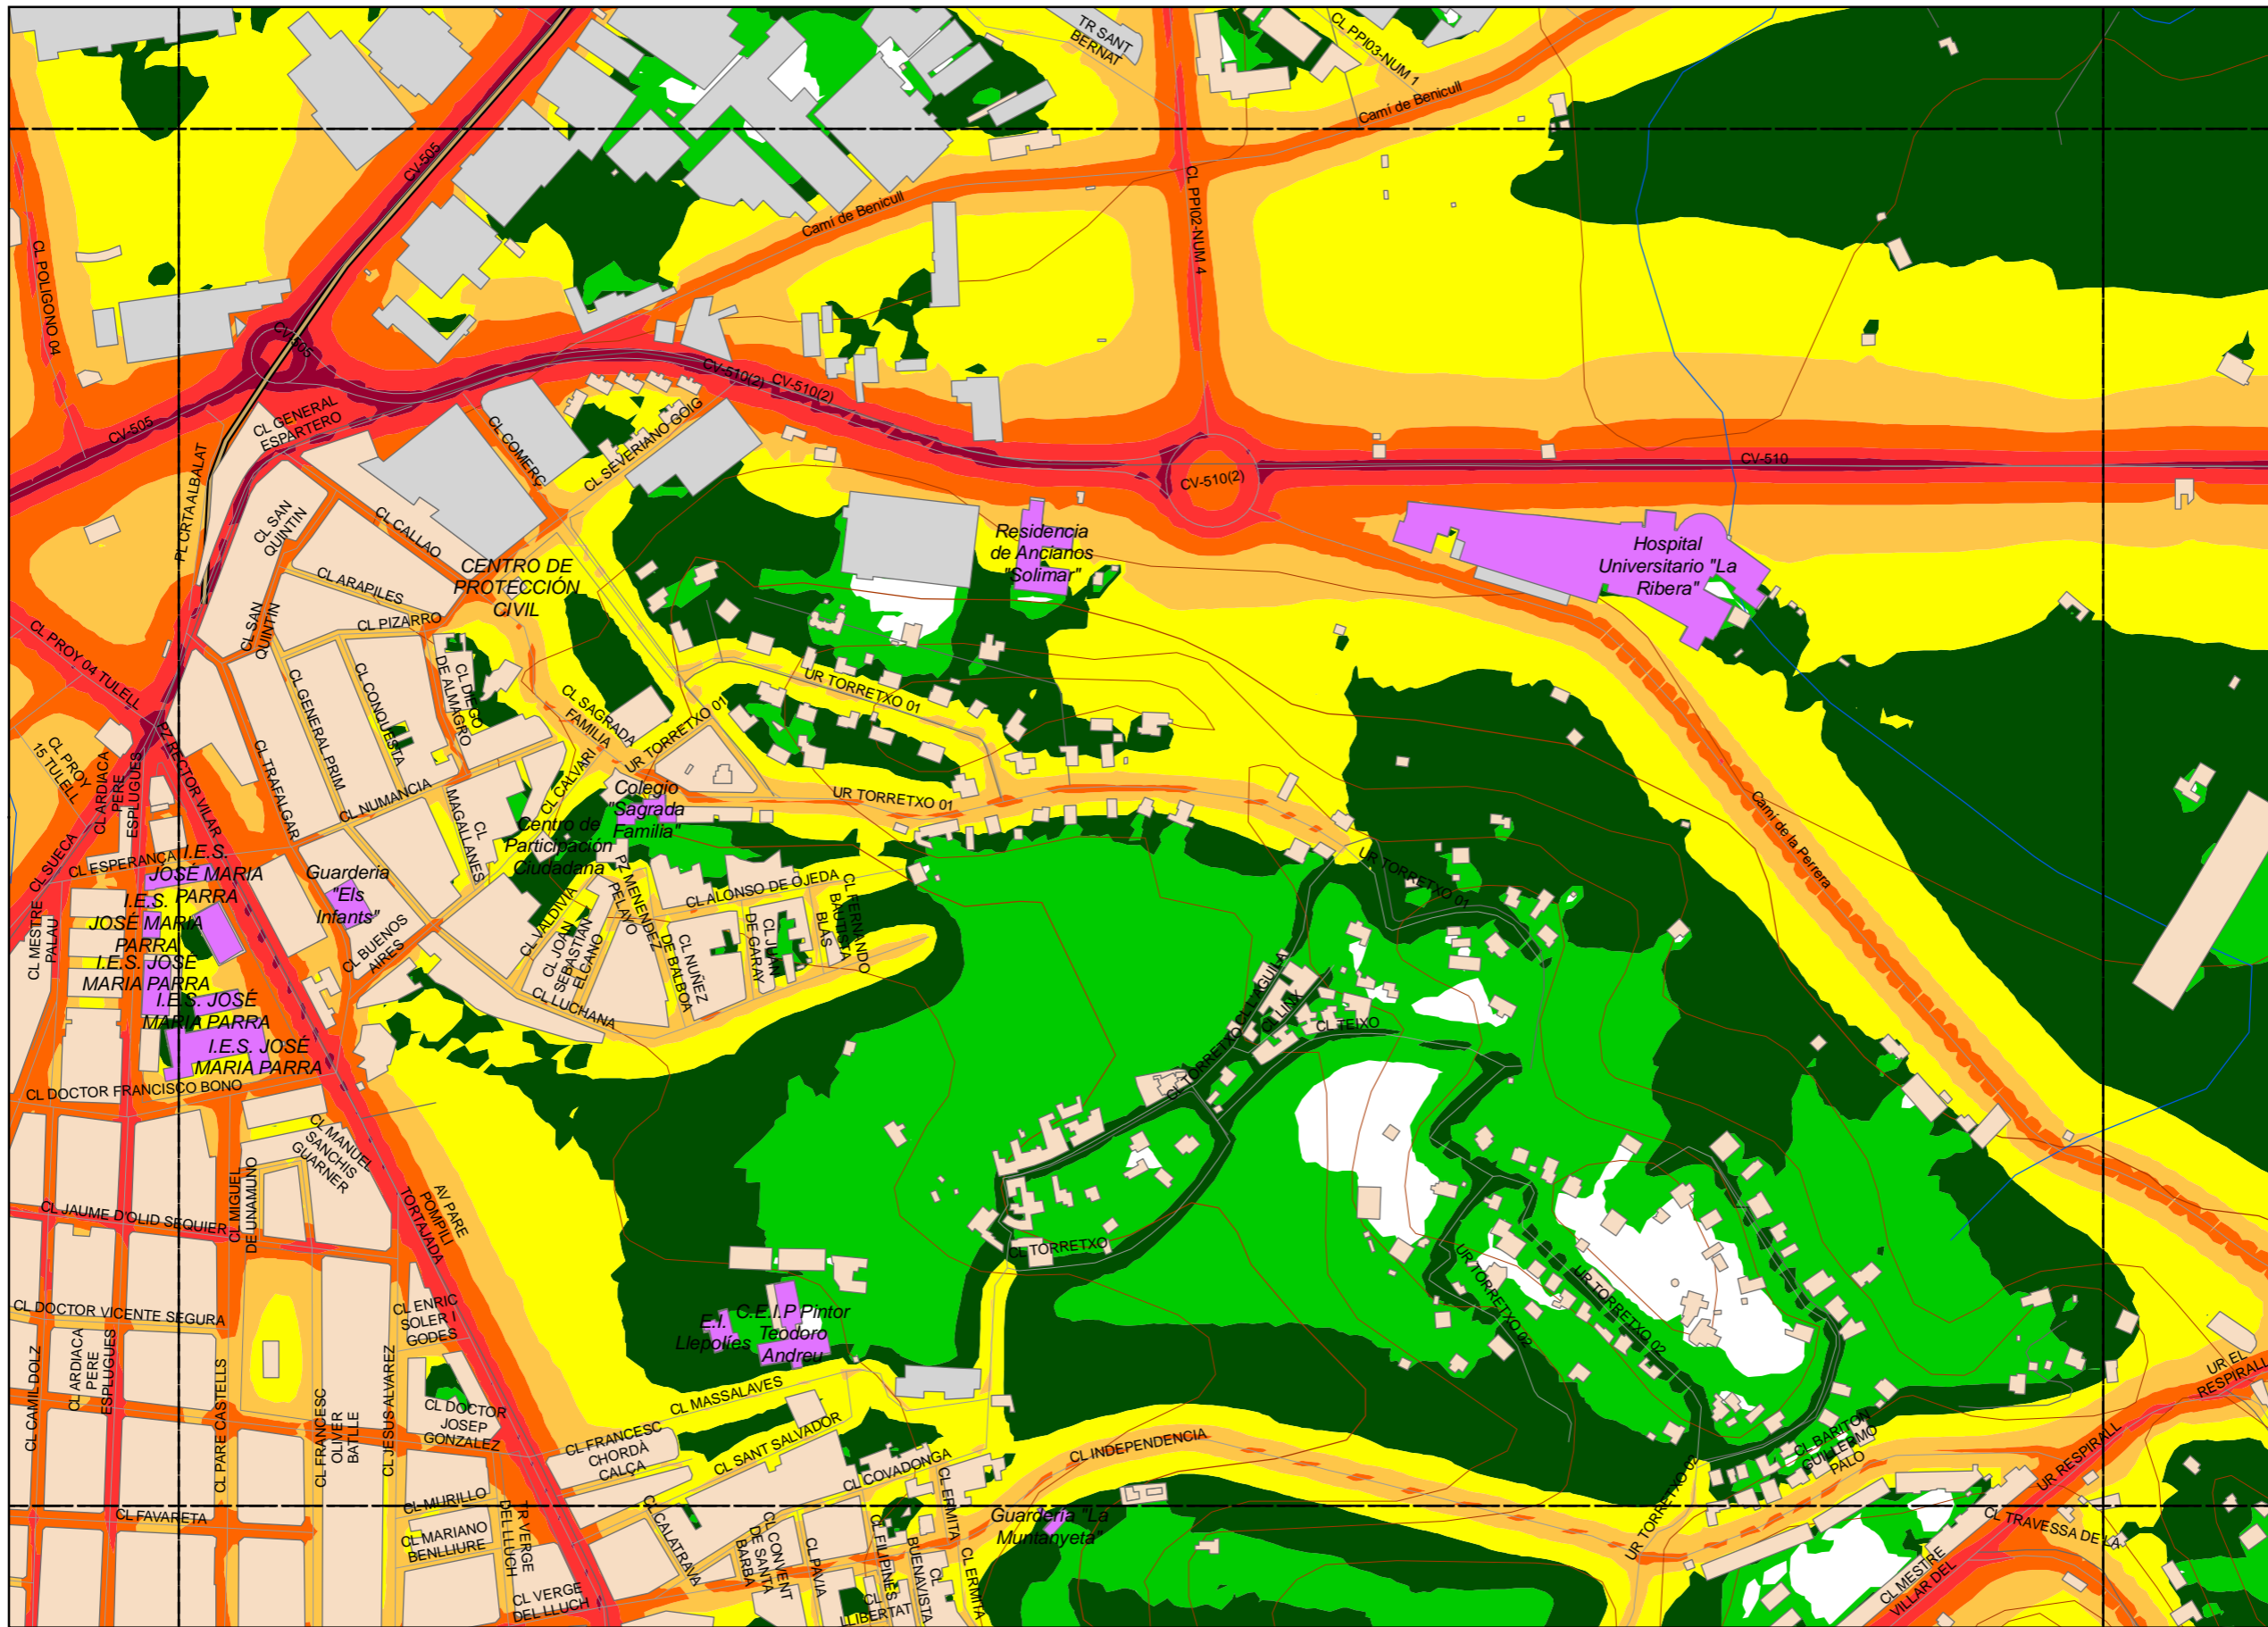 TR SANT
BERNAT
CL PPI03-NUM 1
Camí de Benicull
CV-505
CL PPI02-NUM 4
Camí de Benicull
CL POLIGONO 04
CV-505
CV-510(2)
CV-510(2)
CL GENERAL
ESPARTERO
CV-505
CL COMERÇ
CL SEVERIANO GOIG
CV-510
CV-510(2)
PL CRTA ALBALAT
CL SAN
QUINTIN
CL CALLAO
Residencia
de Ancianos
"Solimar"
Hospital
Universitario "La
Ribera"
CENTRO DE
PROTECCIÓN
CIVIL
CL ARAPILES
CL PIZARRO
CL SAN
QUINTIN
CL PROY 04 TULELL
CL GENERAL PRIM
CL CONQUESTA
CL DIEGO
DE ALMAGRO
CL SAGRADA
FAMILIA
UR TORRETXO 01
UR TORRETXO 01
CL PROY
15 TULELL
CL ARDIACA
PERE
ESPLUGUES
PZ RECTOR VILAR
CL TRAFALGAR
CL NUMANCIA
CL CALVARI
Colegio
"Sagrada
Familia"
UR TORRETXO 01
Camí de la Perrera
CL
MAGALLANES
Centro de
Participación
Ciudadana
UR TORRETXO 01
CL SUECA
CL ESPERANÇA
I.E.S.
JOSÉ MARIA
PARRA
Guarderia
"Els
Infants"
PZ MENENDEZ
PELAYO
CL ALONSO DE OJEDA
CL FERNANDO
BAUTISTA
BLAS
I.E.S.
JOSÉ MARIA
PARRA
CL MESTRE
PALAU
CL BUENOS
AIRES
CL VALDIVIA
CL JOAN
SEBASTIAN
ELCANO
CL NUÑEZ
DE BALBOA
CL JUAN
DE GARAY
I.E.S. JOSÉ
MARIA PARRA
I.E.S. JOSÉ
MARIA PARRA
CL LUCHANA
CL L'AGUILA
CL LINX
CL TEIXO
I.E.S. JOSÉ
MARIA PARRA
CL TORRETXO
CL DOCTOR FRANCISCO BONO
CL MANUEL
SANCHIS
GUARNER
CL MIGUEL
DE UNAMUNO
AV PARE
POMPILI
TORTAJADA
CL JAUME D'OLID SEQUIER
CL TORRETXO
UR TORRETXO 02
UR TORRETXO 02
CL DOCTOR VICENTE SEGURA
CL ENRIC
SOLER I
GODES
E.I.
Llepolíes
C.E.I.P Pintor
Teodoro
Andreu
CL CAMIL DOLZ
CL ARDIACA
PERE
ESPLUGUES
CL PARE CASTELLS
CL FRANCESC
OLIVER
BATLLE
CL JESUS ALVAREZ
CL DOCTOR
JOSEP
GONZALEZ
CL MASSALAVES
UR EL
RESPIRALL
CL FRANCESC
CHORDÀ
CALÇA
CL SANT SALVADOR
CL COVADONGA
CL INDEPENDENCIA
CL BARITON
GUILLERMO
PALO
UR RESPIRALL
UR TORRETXO 02
CL MURILLO
CL FAVARETA
CL MARIANO
BENLLIURE
TR VERGE
DEL LLUCH
CL CALATRAVA
CL CONVENT
DE SANTA
BARBA
CL PAVIA
CL FILIPINES
CL ERMITA
CL
BUENAVISTA
CL ERMITA
Guarderia "La
Muntanyeta"
CL TRAVESSA DE LA
CL MESTRE
VILLAR DEL
CL VERGE
DEL LLUCH
CL
LLIBERTAT